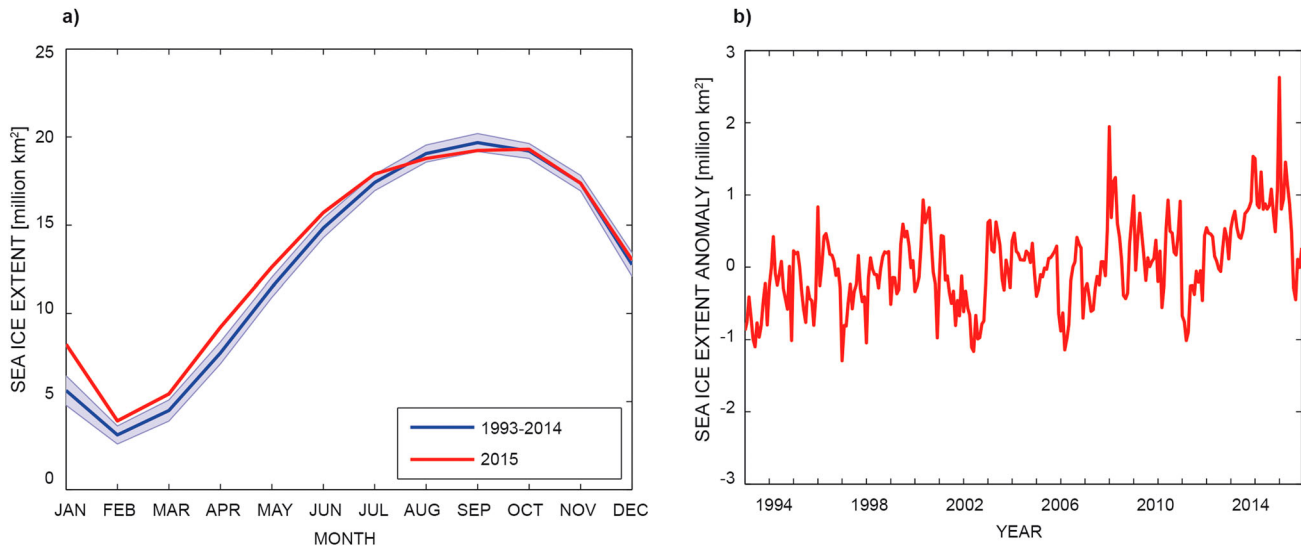 a)
SEA ICE EXTENT [million km²]
25
20
15
10
5
0
1993-2014
2015
JAN FEB MAR APR MAY JUN JUL AUG SEP OCT NOV DEC
MONTH
b)
SEA ICE EXTENT ANOMALY [million km²]
3
2
1
0
-1
-2
-3
1994 1998 2002 2006 2010 2014
YEAR